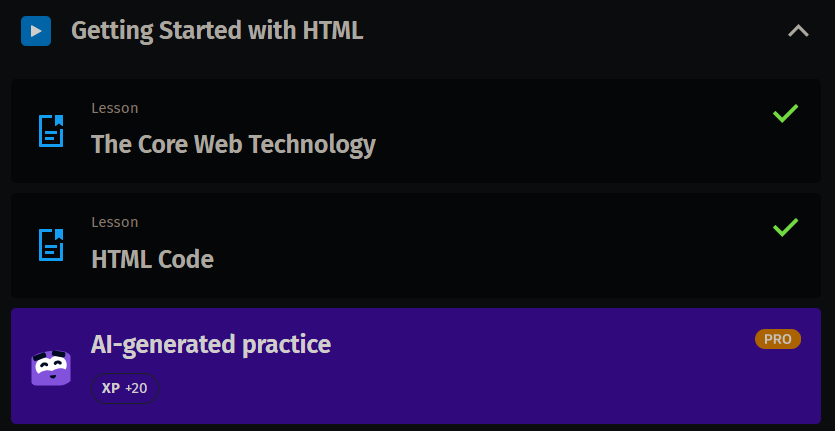 Getting Started with HTML
Lesson
The Core Web Technology
Lesson
HTML Code
AI-generated practice
PRO
XP +20